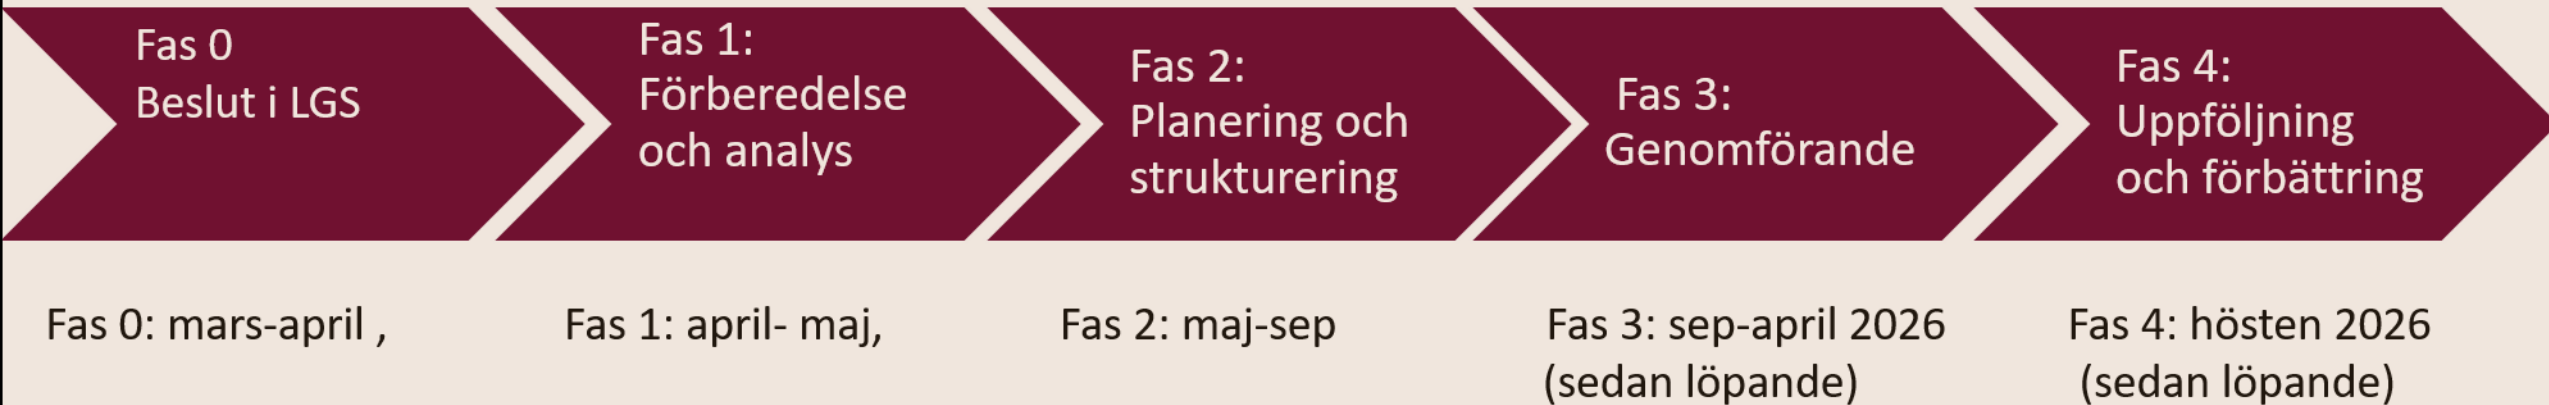 Fas 0
Beslut i LGS
Fas 1:
Förberedelse
och analys
Fas 2:
Planering och
strukturering
Fas 3:
Genomförande
Fas 4:
Uppföljning
och förbättring
Fas 0: mars-april ,
Fas 1: april- maj,
Fas 2: maj-sep
Fas 3: sep-april 2026
(sedan löpande)
Fas 4: hösten 2026
(sedan löpande)